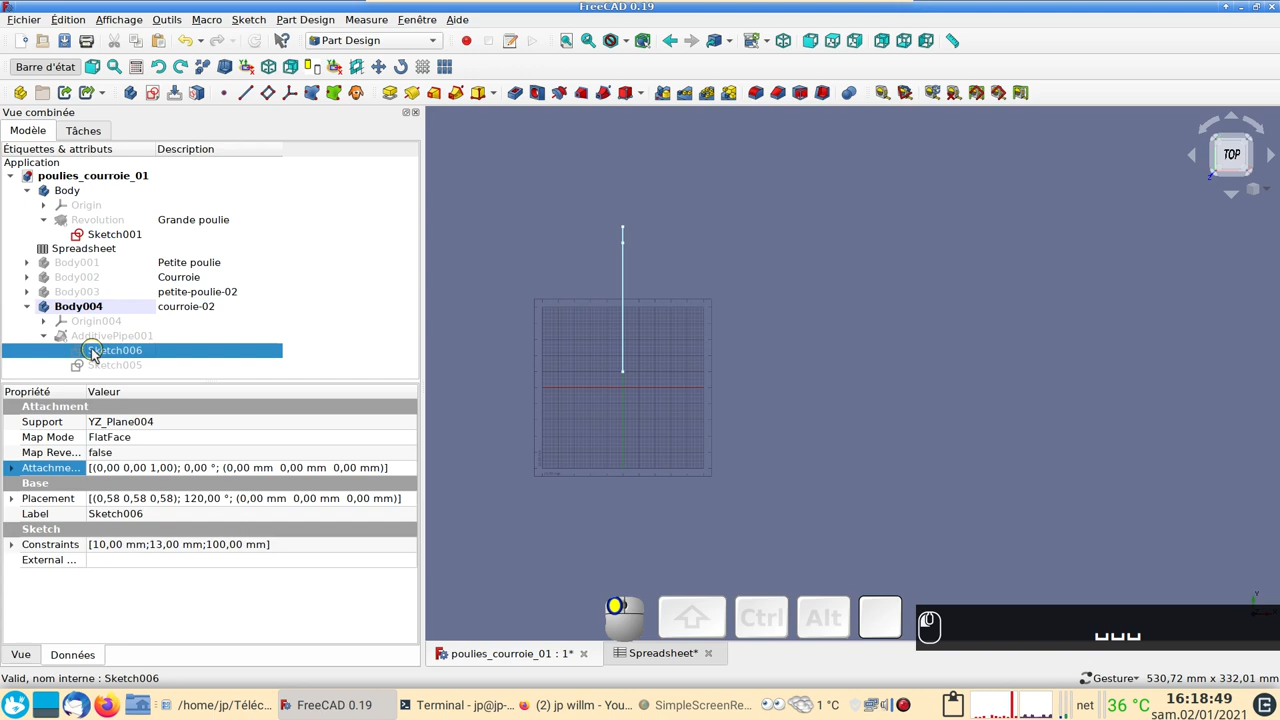 FreeCAD 0.19
Fichier Édition Affichage Outils Macro Sketch Part Design Measure Fenêtre Aide
Part Design
Barre d'état
Vue combinée
Modèle Tâches
Étiquettes & attributs Description
Application
poulies_courroie_01
Body
Origin
Revolution Grande poulie
Sketch001
Spreadsheet
Body001 Petite poulie
Body002 Courroie
Body003 petite-poulie-02
Body004 courroie-02
Origin004
AdditivePipe001
Sketch006
Sketch005
Propriété Valeur
Attachment
Support YZ_Plane004
Map Mode FlatFace
Map Reve... false
Attachme... [(0,00 0,00 1,00); 0,00 °; (0,00 mm 0,00 mm 0,00 mm)]
Base
Placement [(0,58 0,58 0,58); 120,00 °; (0,00 mm 0,00 mm 0,00 mm)]
Label Sketch006
Sketch
Constraints [10,00 mm;13,00 mm;100,00 mm]
External ...
TOP
Ctrl Alt
Vue Données
poulies_courroie_01 : 1* Spreadsheet*
Valid, nom interne : Sketch006
Gesture 530,72 mm x 332,01 mm
/home/jp/Téléc... FreeCAD 0.19 Terminal - jp@jp-... (2) jp willm - You... SimpleScreenRe... 1 °C net 36 °C 16:18:49
sam.02/01/2021